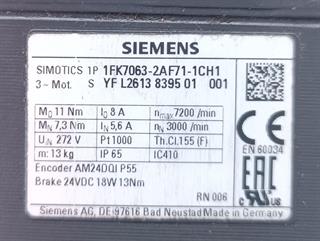 SIEMENS
SIMOTICS 1P 1FK7063-2AF71-1CH1
3~Mot. S YF L2613 8395 01 001
M0 11 Nm I0 8 A nmax 7200 /min
MN 7,3 Nm IN 5,6 A nN 3000 /min
UiN 272 V Pt1000 Th.Cl.155 (F)
m: 13 kg IP 65 IC410
Encoder AM24DQI P55
Brake 24VDC 18W 13Nm
CE
EN 60034
EAC
c UR US
RN 006
Siemens AG, DE-97616 Bad Neustadt Made in Germany